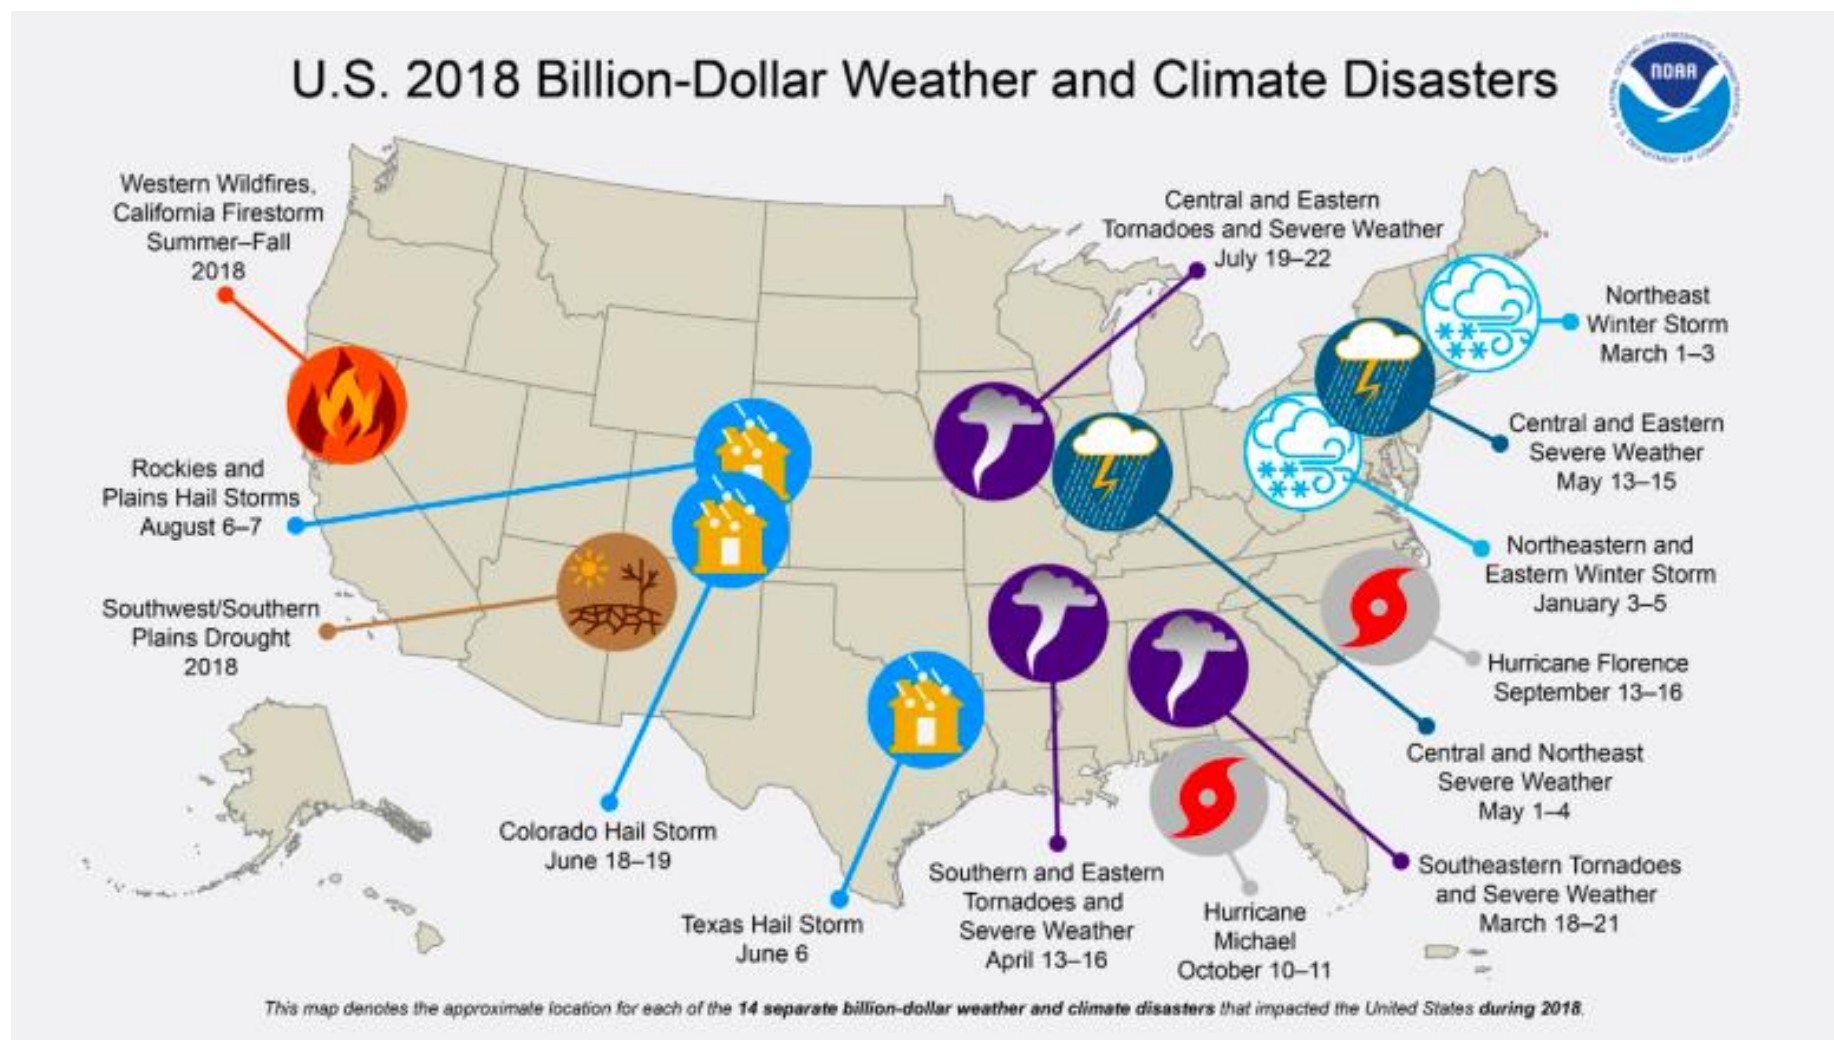 U.S. 2018 Billion-Dollar Weather and Climate Disasters
NOAA
Western Wildfires,
California Firestorm
Summer–Fall
2018
Central and Eastern
Tornadoes and Severe Weather
July 19–22
Northeast
Winter Storm
March 1–3
Central and Eastern
Severe Weather
May 13–15
Rockies and
Plains Hail Storms
August 6–7
Northeastern and
Eastern Winter Storm
January 3–5
Southwest/Southern
Plains Drought
2018
Hurricane Florence
September 13–16
Central and Northeast
Severe Weather
May 1–4
Colorado Hail Storm
June 18–19
Texas Hail Storm
June 6
Southern and Eastern
Tornadoes and
Severe Weather
April 13–16
Hurricane
Michael
October 10–11
Southeastern Tornadoes
and Severe Weather
March 18–21
This map denotes the approximate location for each of the 14 separate billion-dollar weather and climate disasters that impacted the United States during 2018.